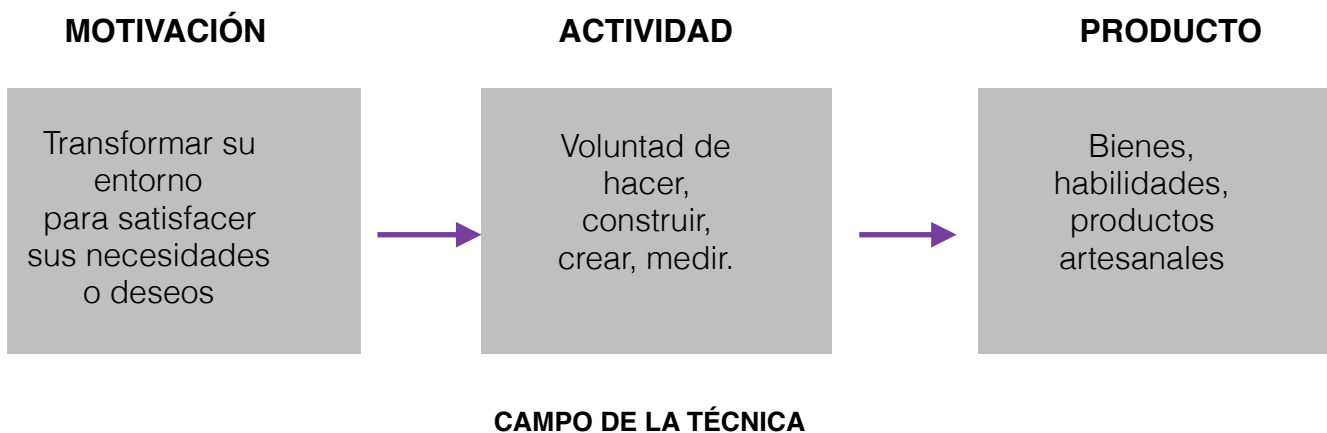 MOTIVACIÓN
ACTIVIDAD
PRODUCTO
Transformar su
entorno
para satisfacer
sus necesidades
o deseos
Voluntad de
hacer,
construir,
crear, medir.
Bienes,
habilidades,
productos
artesanales
CAMPO DE LA TÉCNICA